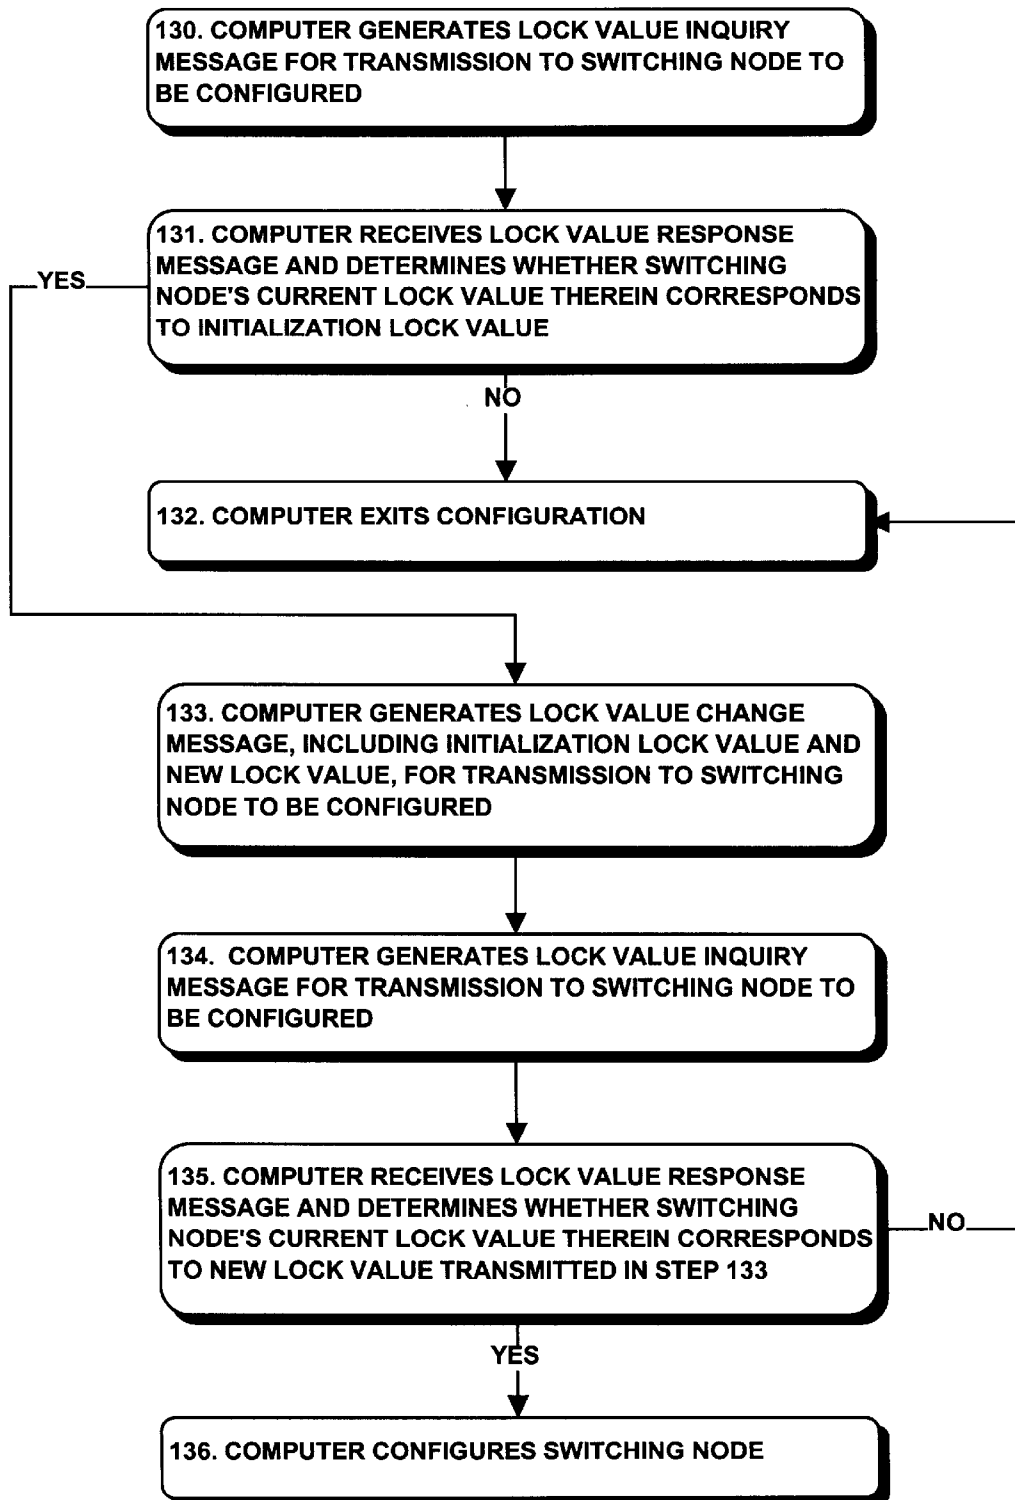 130. COMPUTER GENERATES LOCK VALUE INQUIRY
MESSAGE FOR TRANSMISSION TO SWITCHING NODE TO
BE CONFIGURED
131. COMPUTER RECEIVES LOCK VALUE RESPONSE
MESSAGE AND DETERMINES WHETHER SWITCHING
NODE'S CURRENT LOCK VALUE THEREIN CORRESPONDS
TO INITIALIZATION LOCK VALUE
YES
NO
132. COMPUTER EXITS CONFIGURATION
133. COMPUTER GENERATES LOCK VALUE CHANGE
MESSAGE, INCLUDING INITIALIZATION LOCK VALUE AND
NEW LOCK VALUE, FOR TRANSMISSION TO SWITCHING
NODE TO BE CONFIGURED
134. COMPUTER GENERATES LOCK VALUE INQUIRY
MESSAGE FOR TRANSMISSION TO SWITCHING NODE TO
BE CONFIGURED
135. COMPUTER RECEIVES LOCK VALUE RESPONSE
MESSAGE AND DETERMINES WHETHER SWITCHING
NODE'S CURRENT LOCK VALUE THEREIN CORRESPONDS
TO NEW LOCK VALUE TRANSMITTED IN STEP 133
NO
YES
136. COMPUTER CONFIGURES SWITCHING NODE